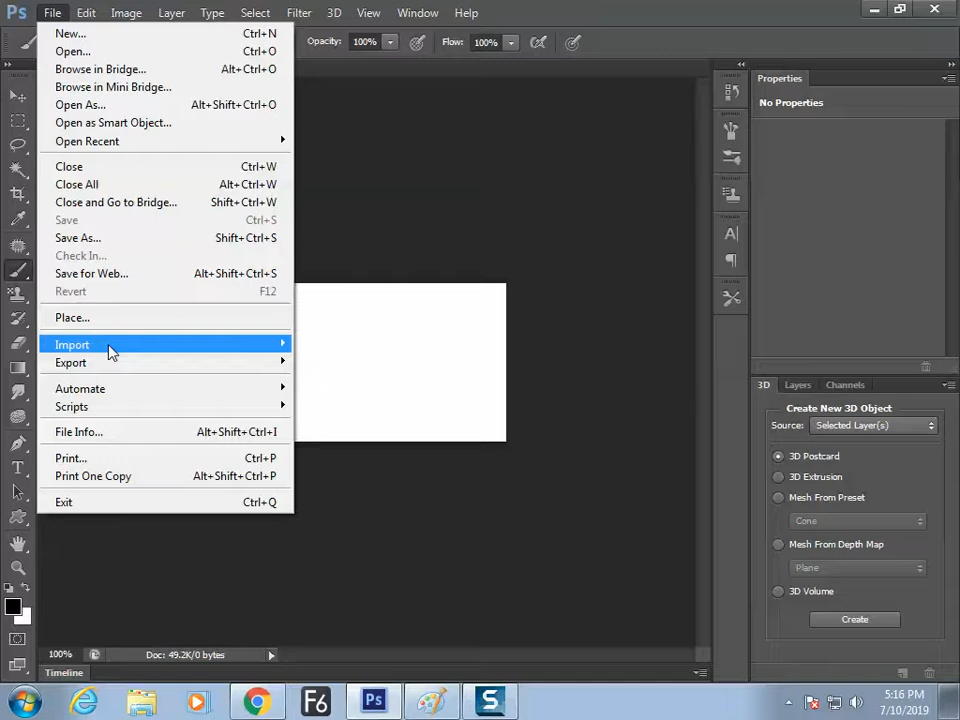 Ps File Edit Image Layer Type Select Filter 3D View Window Help
Opacity: 100% Flow: 100%
New... Ctrl+N
Open... Ctrl+O
Browse in Bridge... Alt+Ctrl+O
Browse in Mini Bridge...
Open As... Alt+Shift+Ctrl+O
Open as Smart Object...
Open Recent
Close Ctrl+W
Close All Alt+Ctrl+W
Close and Go to Bridge... Shift+Ctrl+W
Save Ctrl+S
Save As... Shift+Ctrl+S
Check In...
Save for Web... Alt+Shift+Ctrl+S
Revert F12
Place...
Import
Export
Automate
Scripts
File Info... Alt+Shift+Ctrl+I
Print... Ctrl+P
Print One Copy Alt+Shift+Ctrl+P
Exit Ctrl+Q
Properties
No Properties
3D Layers Channels
Create New 3D Object
Source: Selected Layer(s)
3D Postcard
3D Extrusion
Mesh From Preset
Cone
Mesh From Depth Map
Plane
3D Volume
Create
100% Doc: 49.2K/0 bytes
Timeline
F6 Ps S
5:16 PM
7/10/2019